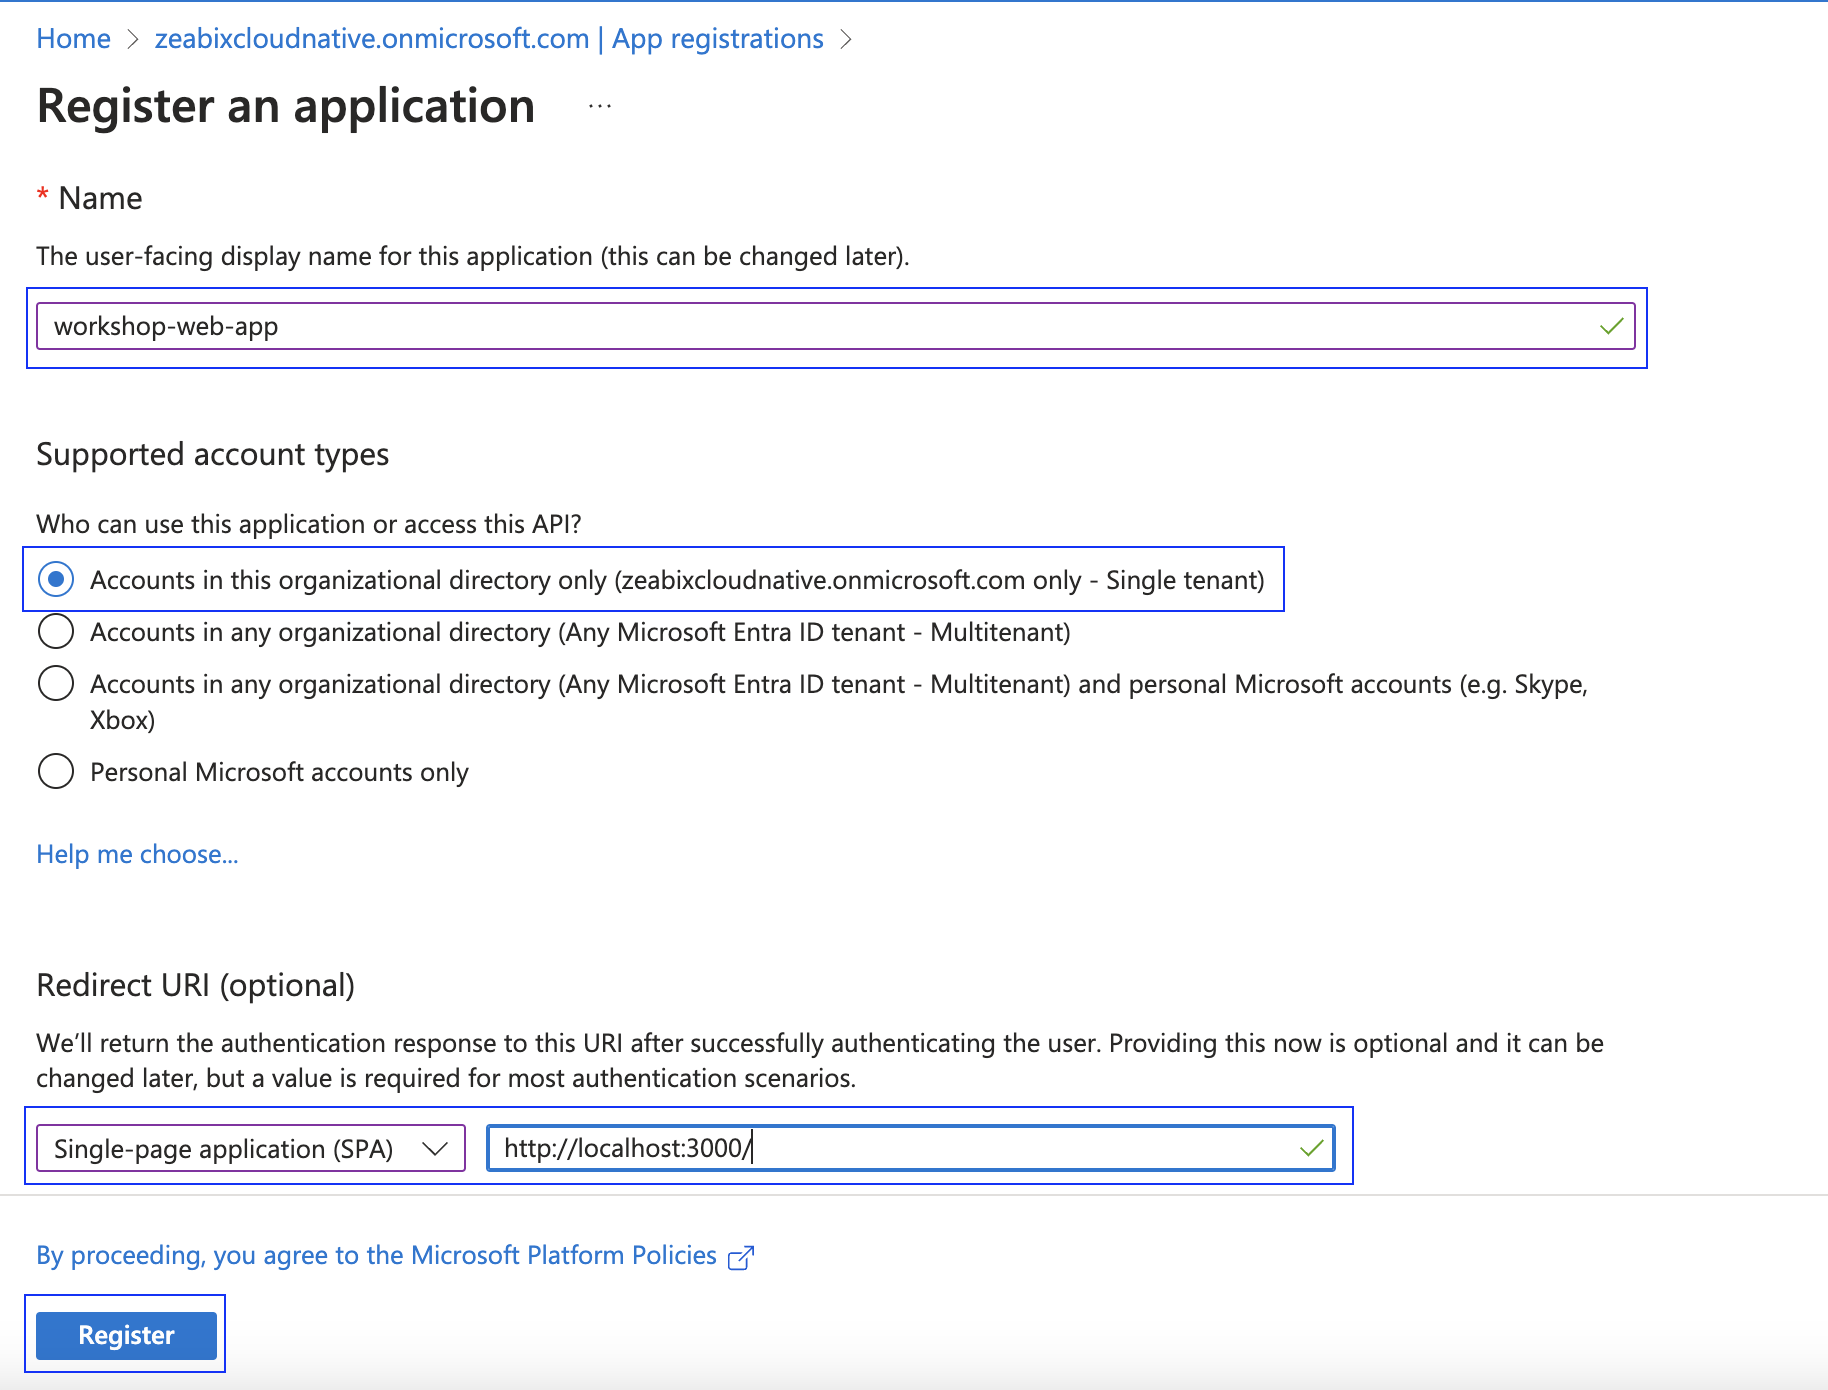 Home > zeabixcloudnative.onmicrosoft.com | App registrations >
Register an application ...
* Name
The user-facing display name for this application (this can be changed later).
workshop-web-app
Supported account types
Who can use this application or access this API?
Accounts in this organizational directory only (zeabixcloudnative.onmicrosoft.com only - Single tenant)
Accounts in any organizational directory (Any Microsoft Entra ID tenant - Multitenant)
Accounts in any organizational directory (Any Microsoft Entra ID tenant - Multitenant) and personal Microsoft accounts (e.g. Skype,
Xbox)
Personal Microsoft accounts only
Help me choose...
Redirect URI (optional)
We’ll return the authentication response to this URI after successfully authenticating the user. Providing this now is optional and it can be
changed later, but a value is required for most authentication scenarios.
Single-page application (SPA) http://localhost:3000/
By proceeding, you agree to the Microsoft Platform Policies
Register